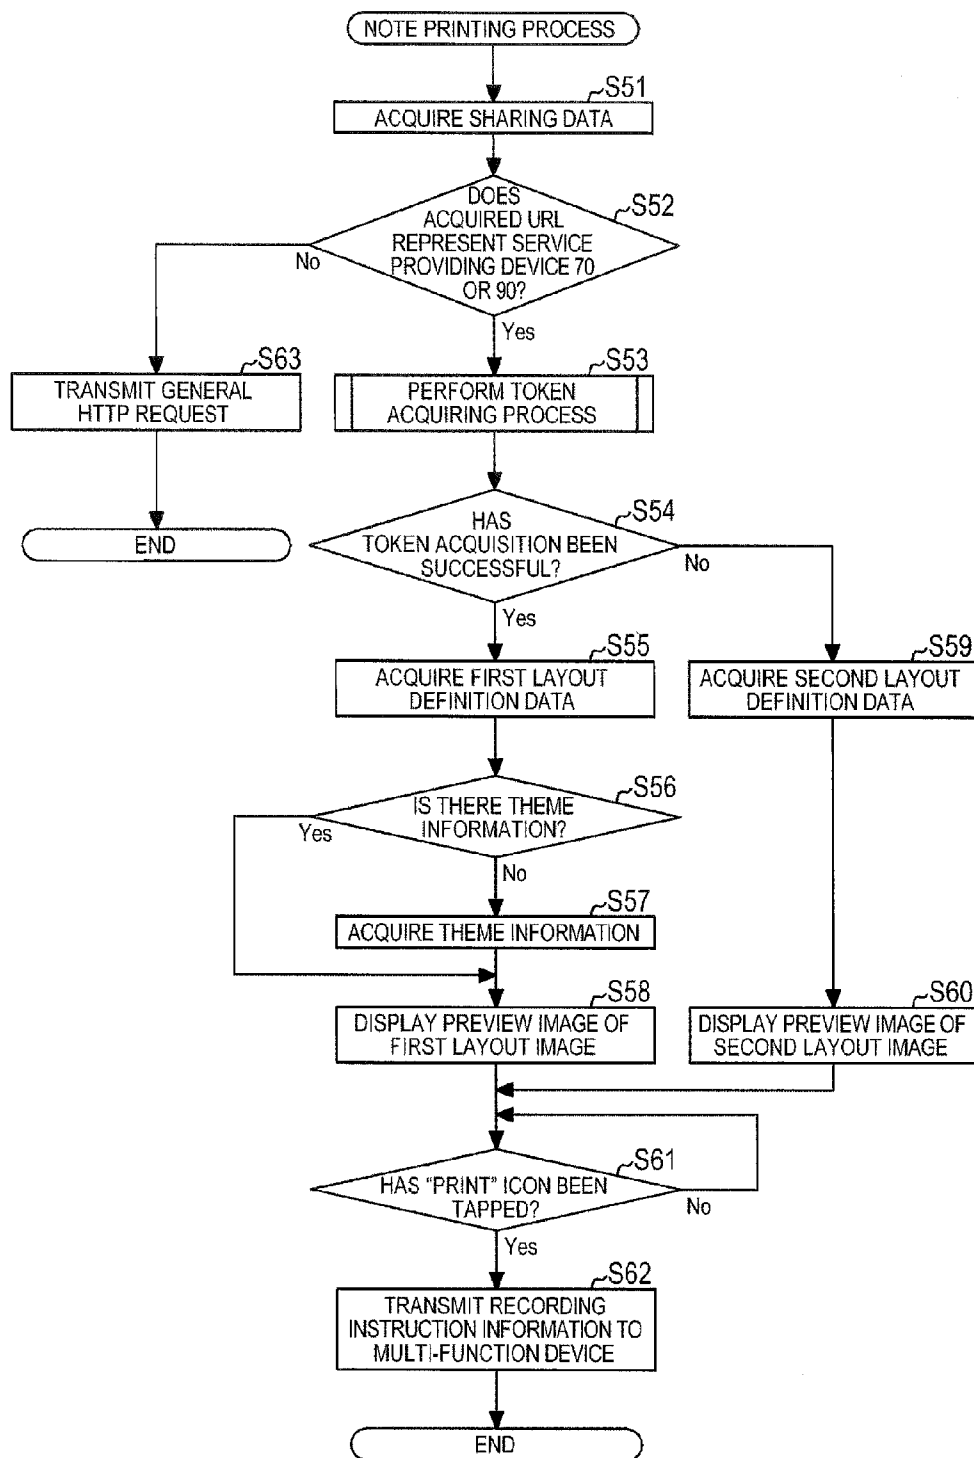 NOTE PRINTING PROCESS
S51
ACQUIRE SHARING DATA
DOES
ACQUIRED URL
REPRESENT SERVICE
PROVIDING DEVICE 70
OR 90?
S52
No
Yes
S63
TRANSMIT GENERAL
HTTP REQUEST
S53
PERFORM TOKEN
ACQUIRING PROCESS
END
HAS
TOKEN ACQUISITION BEEN
SUCCESSFUL?
S54
No
Yes
S55
ACQUIRE FIRST LAYOUT
DEFINITION DATA
S59
ACQUIRE SECOND LAYOUT
DEFINITION DATA
IS THERE THEME
INFORMATION?
S56
Yes
No
S57
ACQUIRE THEME INFORMATION
S58
DISPLAY PREVIEW IMAGE OF
FIRST LAYOUT IMAGE
S60
DISPLAY PREVIEW IMAGE OF
SECOND LAYOUT IMAGE
S61
HAS “PRINT” ICON BEEN
TAPPED?
No
Yes
S62
TRANSMIT RECORDING
INSTRUCTION INFORMATION TO
MULTI-FUNCTION DEVICE
END